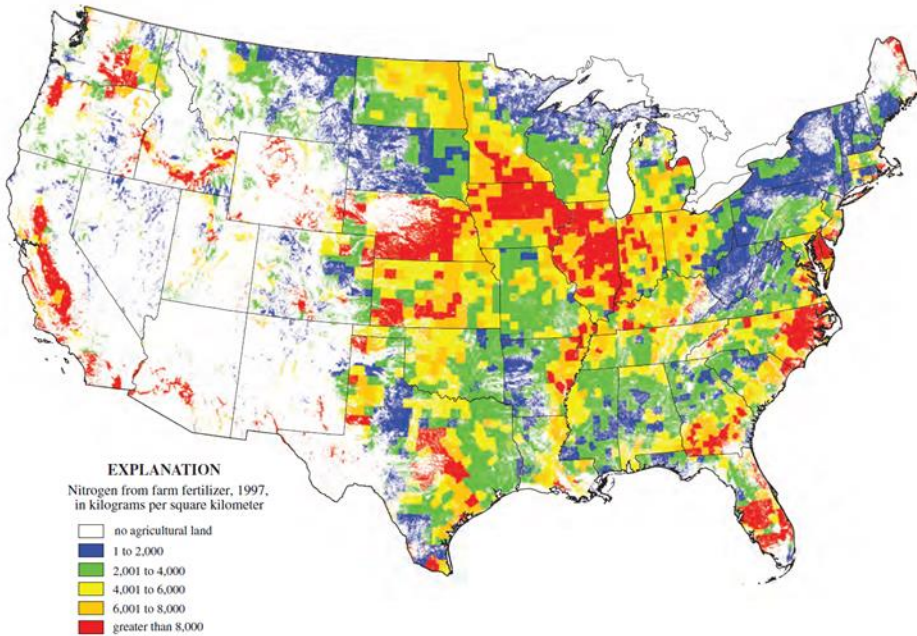 EXPLANATION
Nitrogen from farm fertilizer, 1997,
in kilograms per square kilometer
no agricultural land
1 to 2,000
2,001 to 4,000
4,001 to 6,000
6,001 to 8,000
greater than 8,000